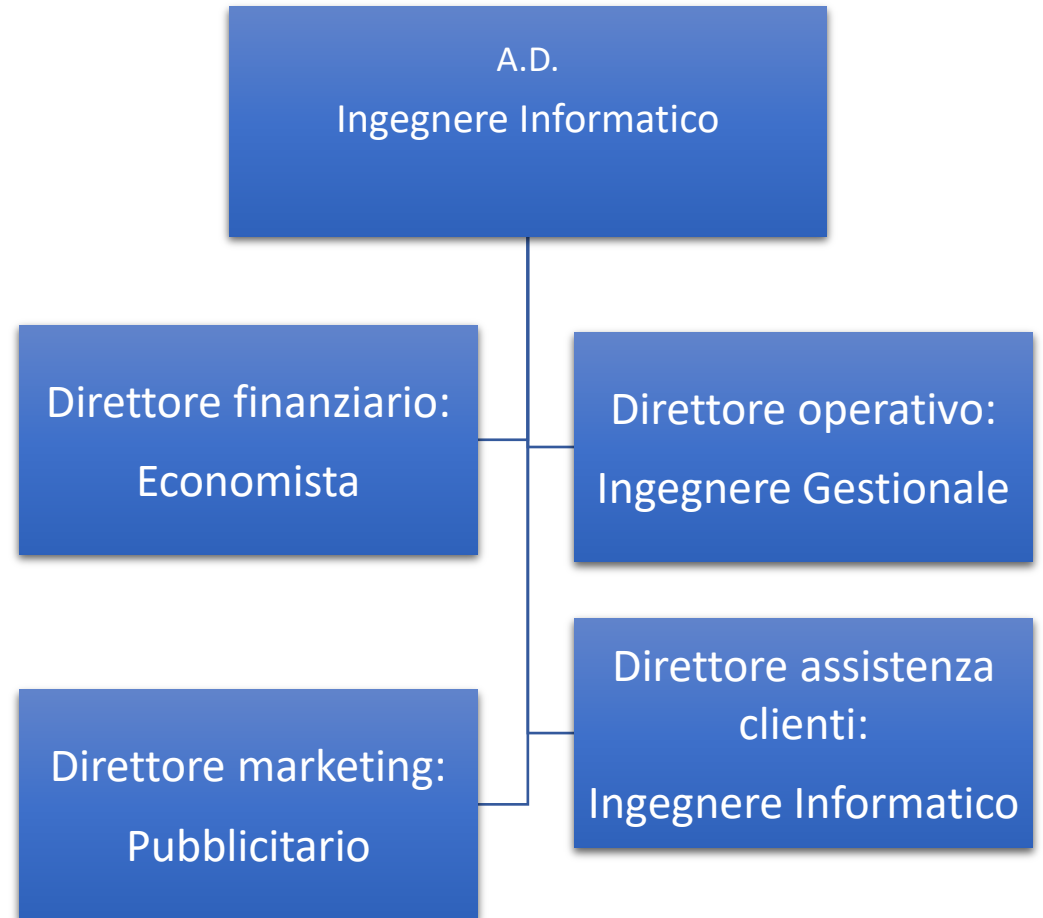 A.D.
Ingegnere Informatico
Direttore finanziario:
Economista
Direttore operativo:
Ingegnere Gestionale
Direttore marketing:
Pubblicitario
Direttore assistenza
clienti:
Ingegnere Informatico